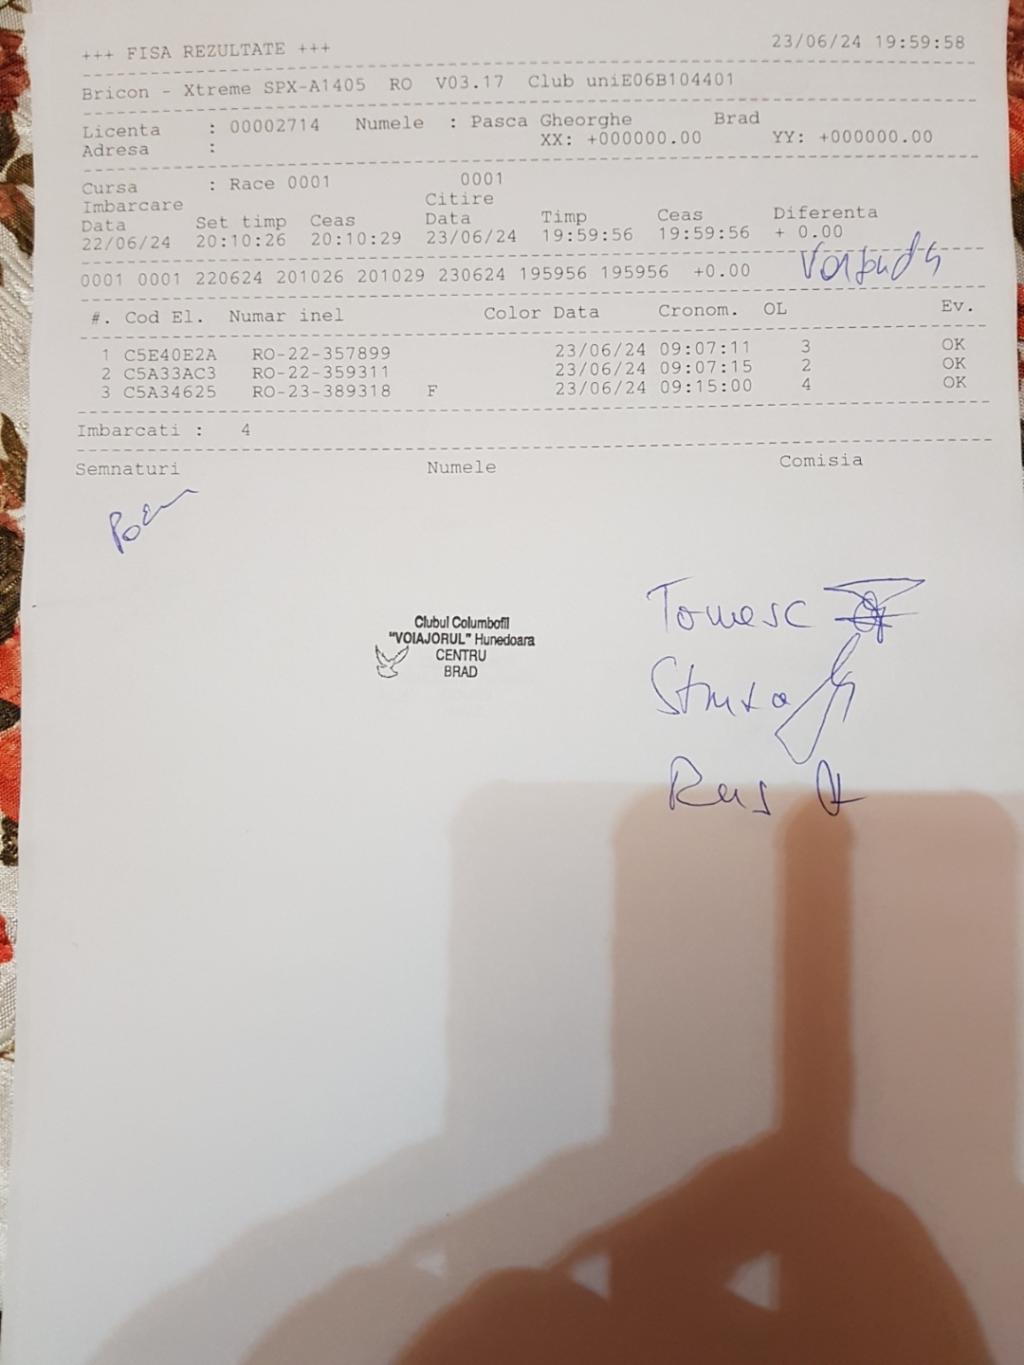 +++ FISA REZULTATE +++ 23/06/24 19:59:58
Bricon - Xtreme SPX-A1405 RO V03.17 Club uniE06B104401
Licenta : 00002714 Numele : Pasca Gheorghe Brad
Adresa : XX: +000000.00 YY: +000000.00
Cursa : Race 0001 0001
Imbarcare Citire
Data Set timp Ceas Data Timp Ceas Diferenta
22/06/24 20:10:26 20:10:29 23/06/24 19:59:56 19:59:56 + 0.00
0001 0001 220624 201026 201029 230624 195956 195956 +0.00
#. Cod El. Numar inel Color Data Cronom. OL Ev.
1 C5E40E2A RO-22-357899 23/06/24 09:07:11 3 OK
2 C5A33AC3 RO-22-359311 23/06/24 09:07:15 2 OK
3 C5A34625 RO-23-389318 F 23/06/24 09:15:00 4 OK
Imbarcati : 4
Semnaturi Numele Comisia
Clubul Columbofil
"VOIAJORUL" Hunedoara
CENTRU
BRAD
Tomesc
Rus